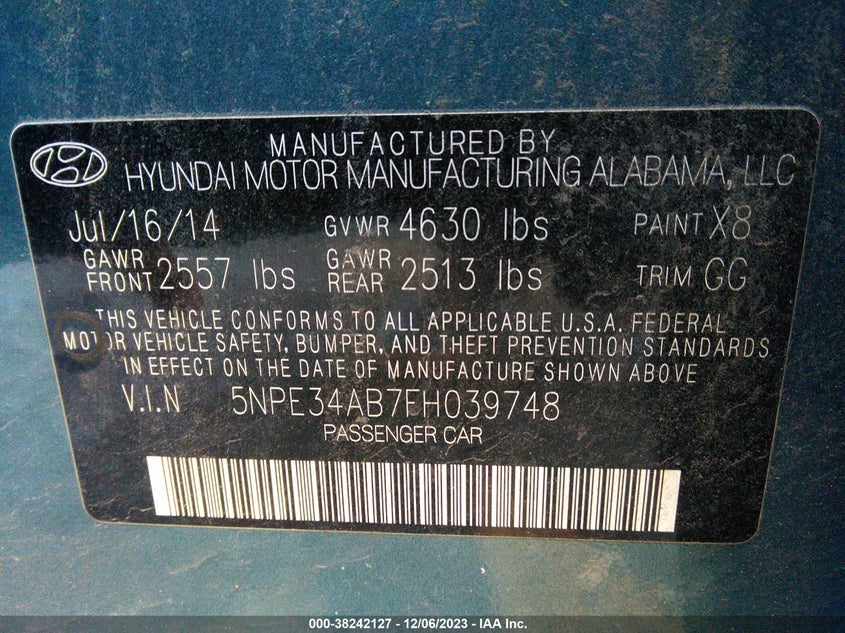 MANUFACTURED BY
HYUNDAI MOTOR MANUFACTURING ALABAMA, LLC
Jul/16/14 GVWR 4630 lbs PAINT X8
GAWR FRONT 2557 lbs GAWR REAR 2513 lbs TRIM GG
THIS VEHICLE CONFORMS TO ALL APPLICABLE U.S.A. FEDERAL
MOTOR VEHICLE SAFETY, BUMPER, AND THEFT PREVENTION STANDARDS
IN EFFECT ON THE DATE OF MANUFACTURE SHOWN ABOVE
V.I.N 5NPE34AB7FH039748
PASSENGER CAR
000-38242127 - 12/06/2023 - IAA Inc.